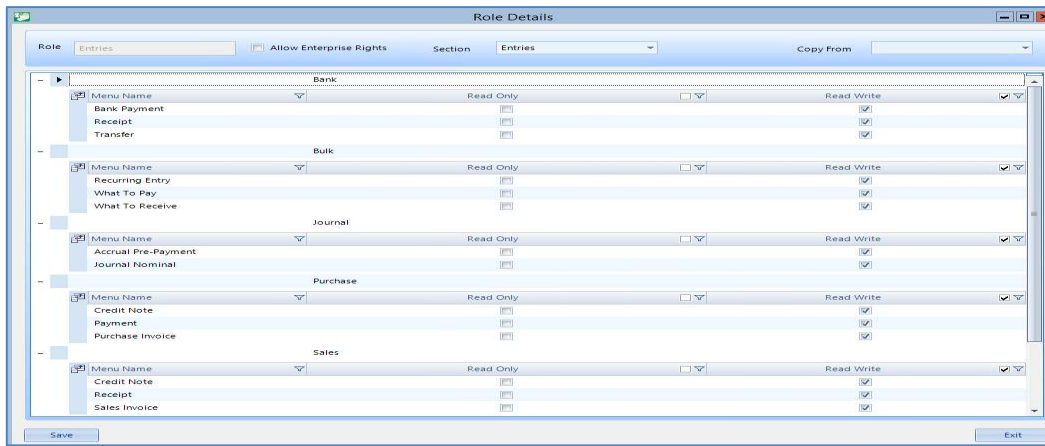 Role Details
Role Entries Allow Enterprise Rights Section Entries Copy From
Bank
Menu Name Read Only Read Write
Bank Payment
Receipt
Transfer
Bulk
Menu Name Read Only Read Write
Recurring Entry
What To Pay
What To Receive
Journal
Menu Name Read Only Read Write
Accrual Pre-Payment
Journal Nominal
Purchase
Menu Name Read Only Read Write
Credit Note
Payment
Purchase Invoice
Sales
Menu Name Read Only Read Write
Credit Note
Receipt
Sales Invoice
Save Exit